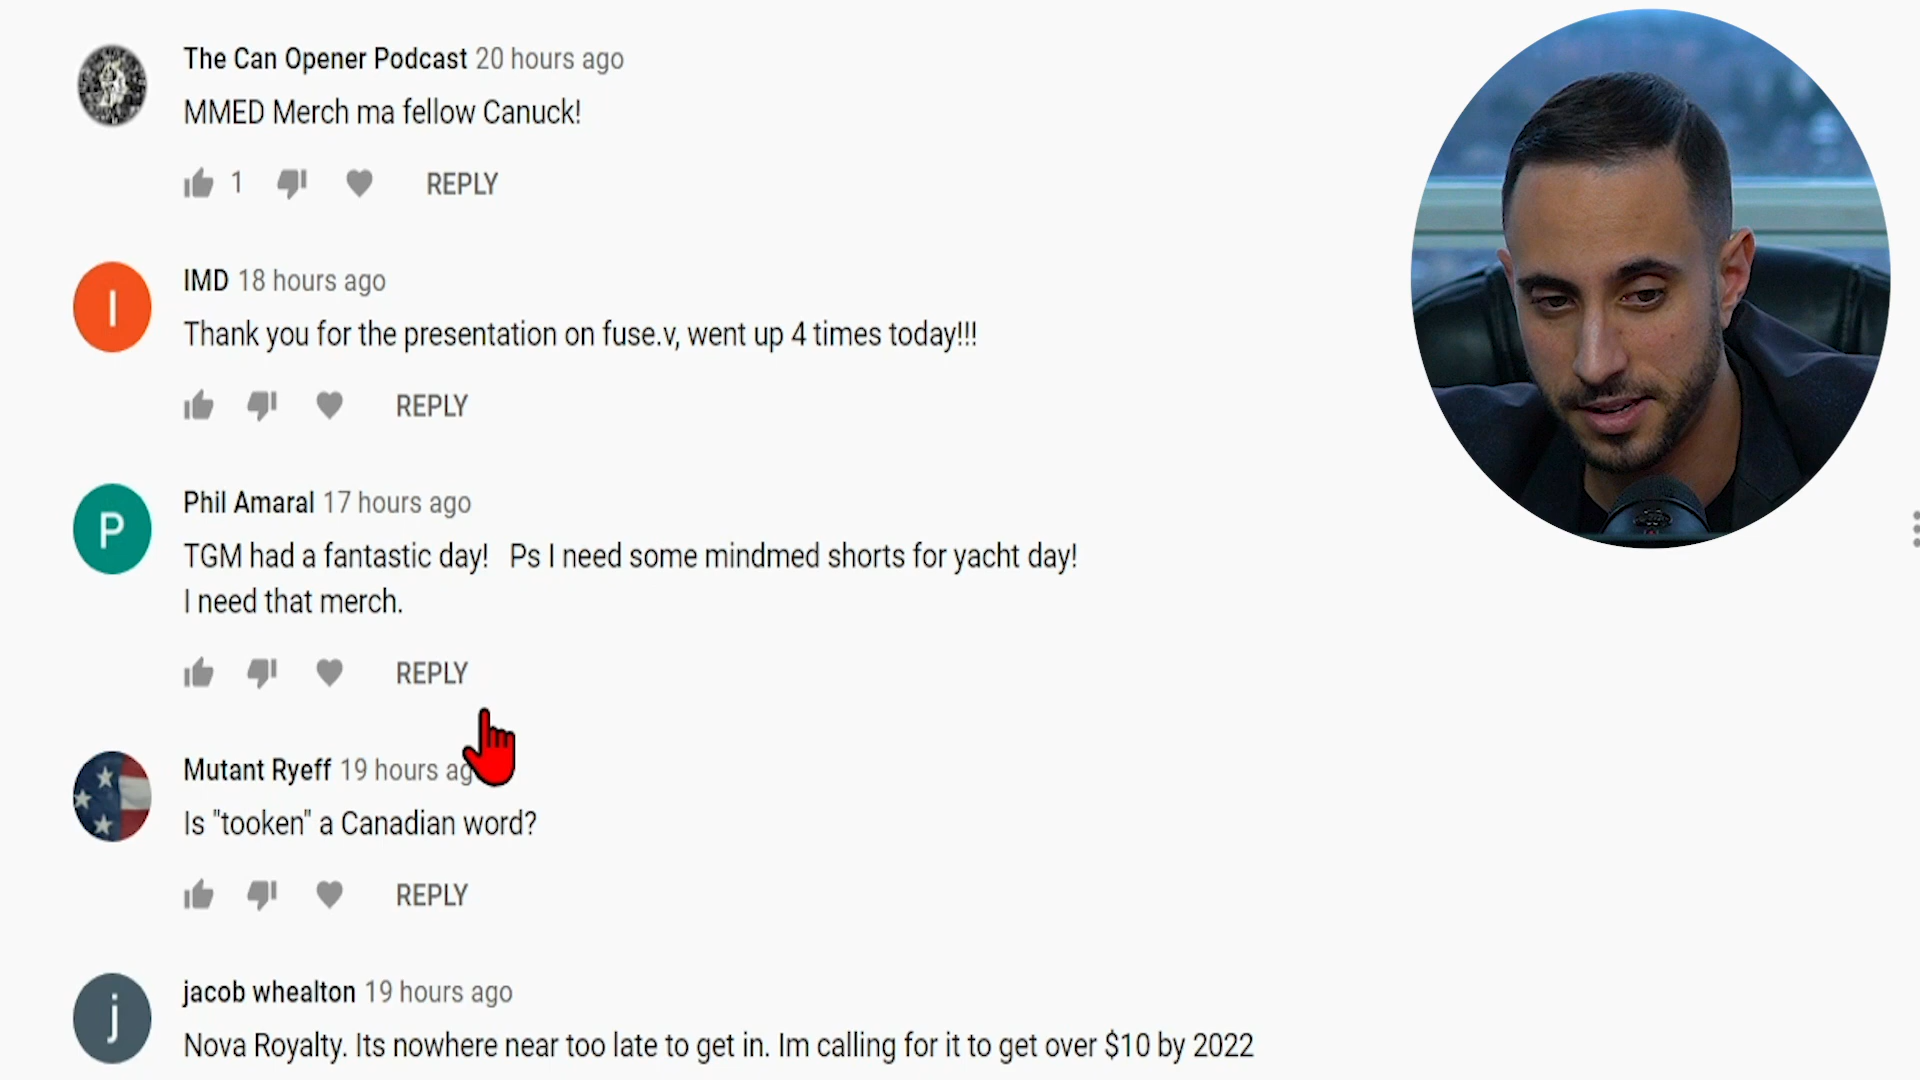 The Can Opener Podcast 20 hours ago
MMED Merch ma fellow Canuck!
1 REPLY
I
IMD 18 hours ago
Thank you for the presentation on fuse.v, went up 4 times today!!!
REPLY
P
Phil Amaral 17 hours ago
TGM had a fantastic day! Ps I need some mindmed shorts for yacht day!
I need that merch.
REPLY
Mutant Ryeff 19 hours ag
Is "tooken" a Canadian word?
REPLY
j
jacob whealton 19 hours ago
Nova Royalty. Its nowhere near too late to get in. Im calling for it to get over $10 by 2022